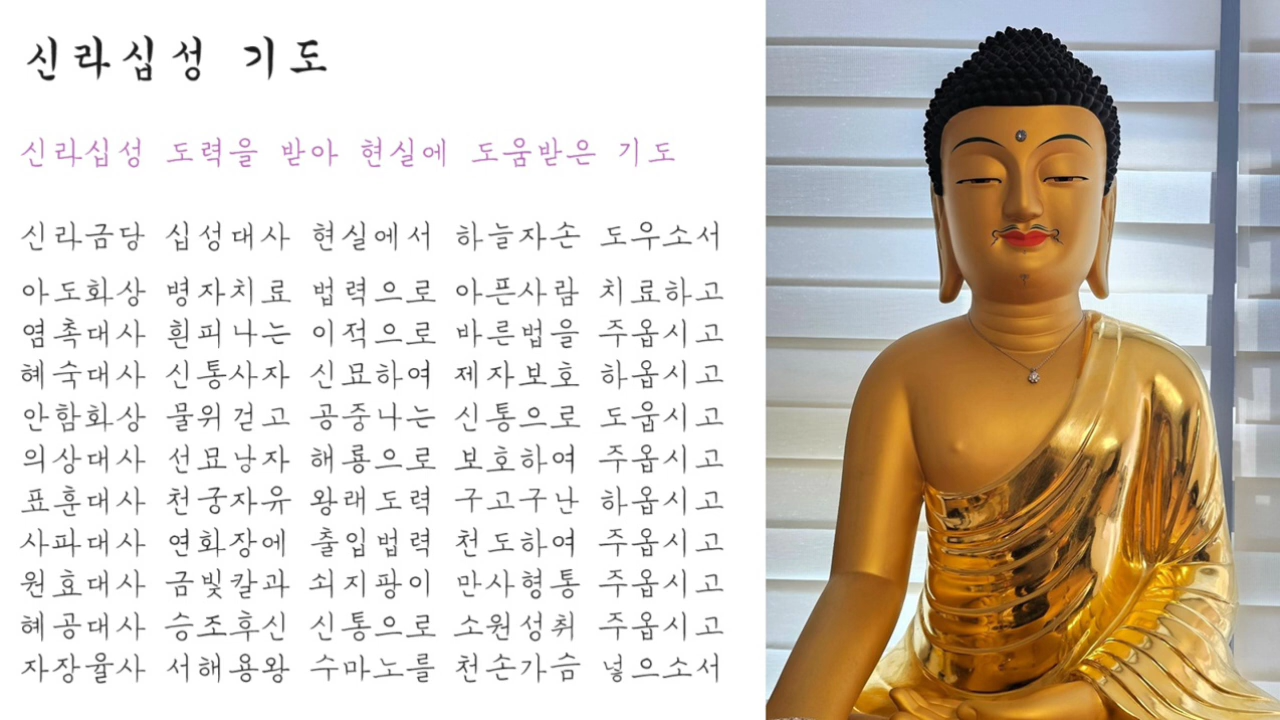 신라십성 기도
신라십성 도력을 받아 현실에 도움받은 기도
신라금당 십성대사 현실에서 하늘자손 도우소서
아도화상 병자치료 법력으로 아픈사람 치료하고
염촉대사 흰피나는 이적으로 바른법을 주옵시고
혜숙대사 신통사자 신묘하여 제자보호 하옵시고
안함화상 물위걷고 공중나는 신통으로 도웁시고
의상대사 선묘낭자 해룡으로 보호하여 주옵시고
표훈대사 천궁자유 왕래도력 구고구난 하옵시고
사파대사 연화장에 출입법력 천도하여 주옵시고
원효대사 금빛칼과 쇠지팡이 만사형통 주옵시고
혜공대사 승조후신 신통으로 소원성취 주옵시고
자장율사 서해용왕 수마노를 천손가슴 넣으소서